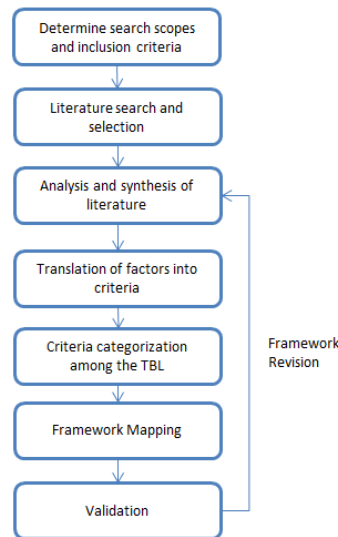 Determine search scopes
and inclusion criteria
Literature search and
selection
Analysis and synthesis of
literature
Translation of factors into
criteria
Criteria categorization
among the TBL
Framework
Revision
Framework Mapping
Validation